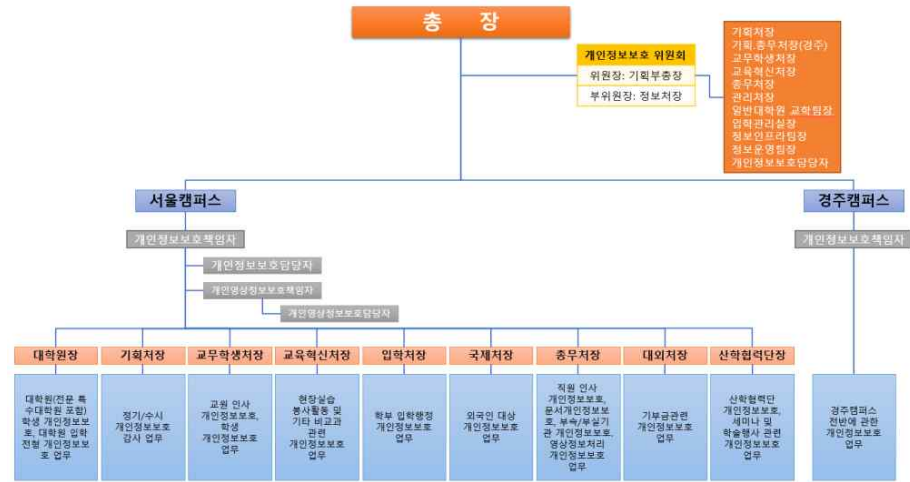 총 장
개인정보보호 위원회
위원장: 기획부총장
부위원장: 정보처장
기획처장
기획.총무처장(경주)
교무학생처장
교육혁신처장
총무처장
관리처장
일반대학원 교학팀장
입학관리실장
정보인프라팀장
정보운영팀장
개인정보보호담당자
서울캠퍼스
경주캠퍼스
개인정보보호책임자
개인정보보호책임자
개인정보보호담당자
개인영상정보보호책임자
개인영상정보보호담당자
대학원장
기획처장
교무학생처장
교육혁신처장
입학처장
국제처장
총무처장
대외처장
산학협력단장
대학원(전문 특
수대학원 포함)
학생 개인정보보
호, 대학원 입학
전형 개인정보보
호 업무
정기/수시
개인정보보호
감사 업무
교원 인사
개인정보보호,
학생
개인정보보호
업무
현장실습
봉사활동 및
기타 비교과
관련
개인정보보호
업무
학부 입학행정
개인정보보호
업무
외국인 대상
개인정보보호
업무
직원 인사
개인정보보호,
문서개인정보보
호, 부속/부설기
관 개인정보보호,
영상정보처리
개인정보보호
업무
기부금관련
개인정보보호
업무
산학협력단
개인정보보호,
세미나 및
학술행사 관련
개인정보보호
업무
경주캠퍼스
전반에 관한
개인정보보호
업무